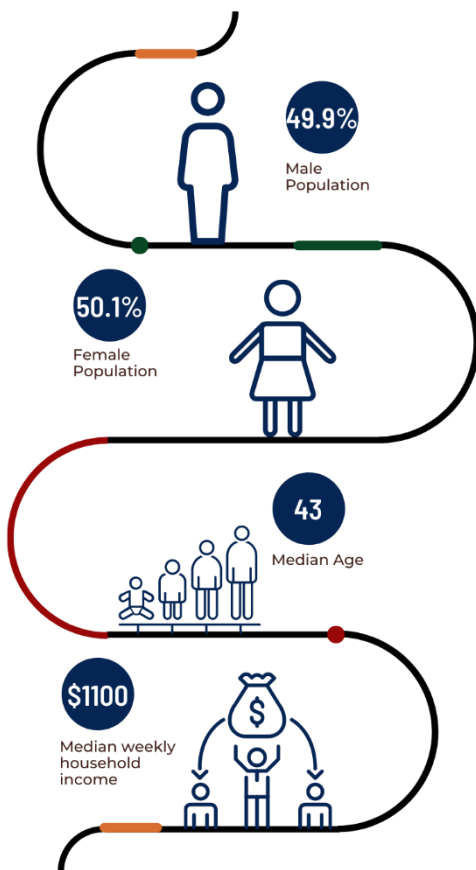 49.9%
Male
Population
50.1%
Female
Population
43
Median Age
$1100
Median weekly
household
income
$